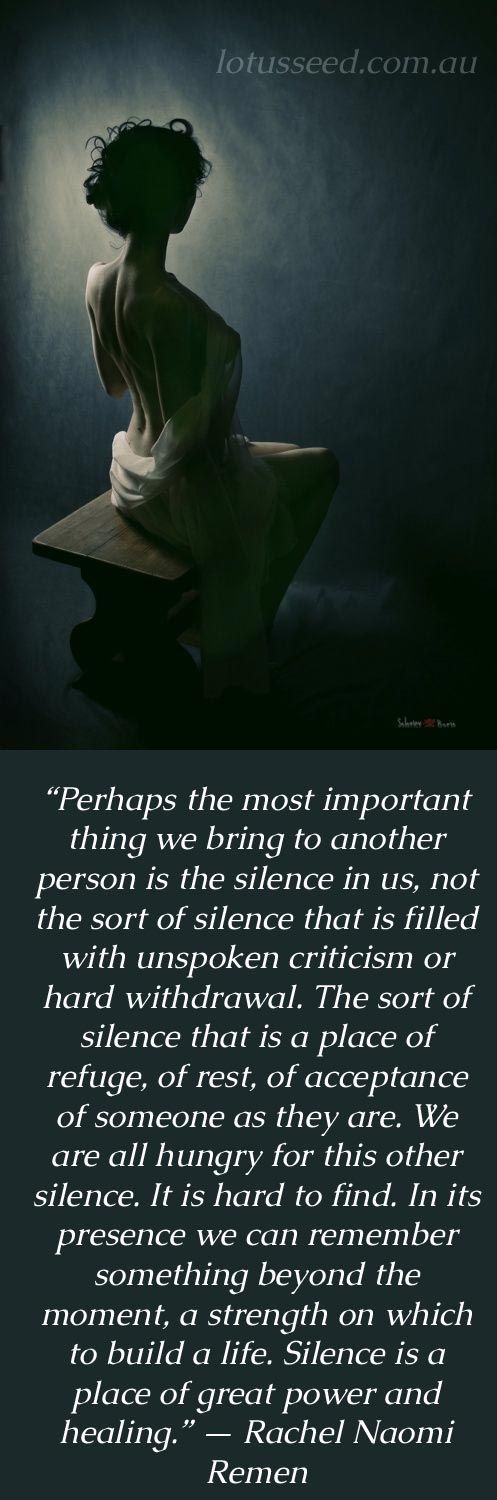 lotusseed.com.au
“Perhaps the most important
thing we bring to another
person is the silence in us, not
the sort of silence that is filled
with unspoken criticism or
hard withdrawal. The sort of
silence that is a place of
refuge, of rest, of acceptance
of someone as they are. We
are all hungry for this other
silence. It is hard to find. In its
presence we can remember
something beyond the
moment, a strength on which
to build a life. Silence is a
place of great power and
healing.” — Rachel Naomi
Remen